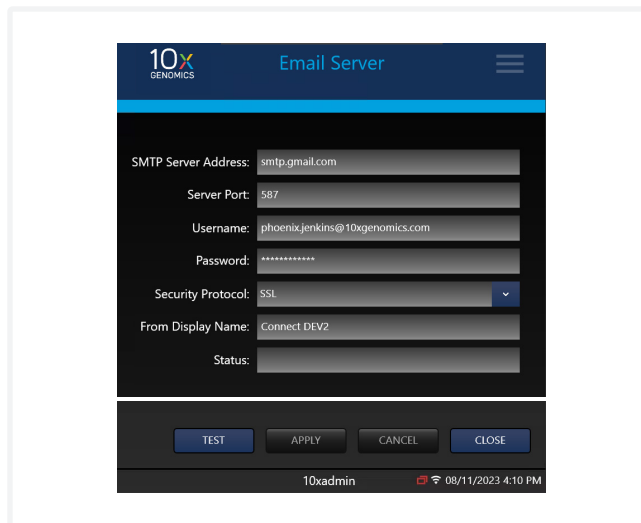 10x
GENOMICS
Email Server
SMTP Server Address: smtp.gmail.com
Server Port: 587
Username: phoenix.jenkins@10xgenomics.com
Password: ************
Security Protocol: SSL
From Display Name: Connect DEV2
Status:
TEST APPLY CANCEL CLOSE
10xadmin 08/11/2023 4:10 PM